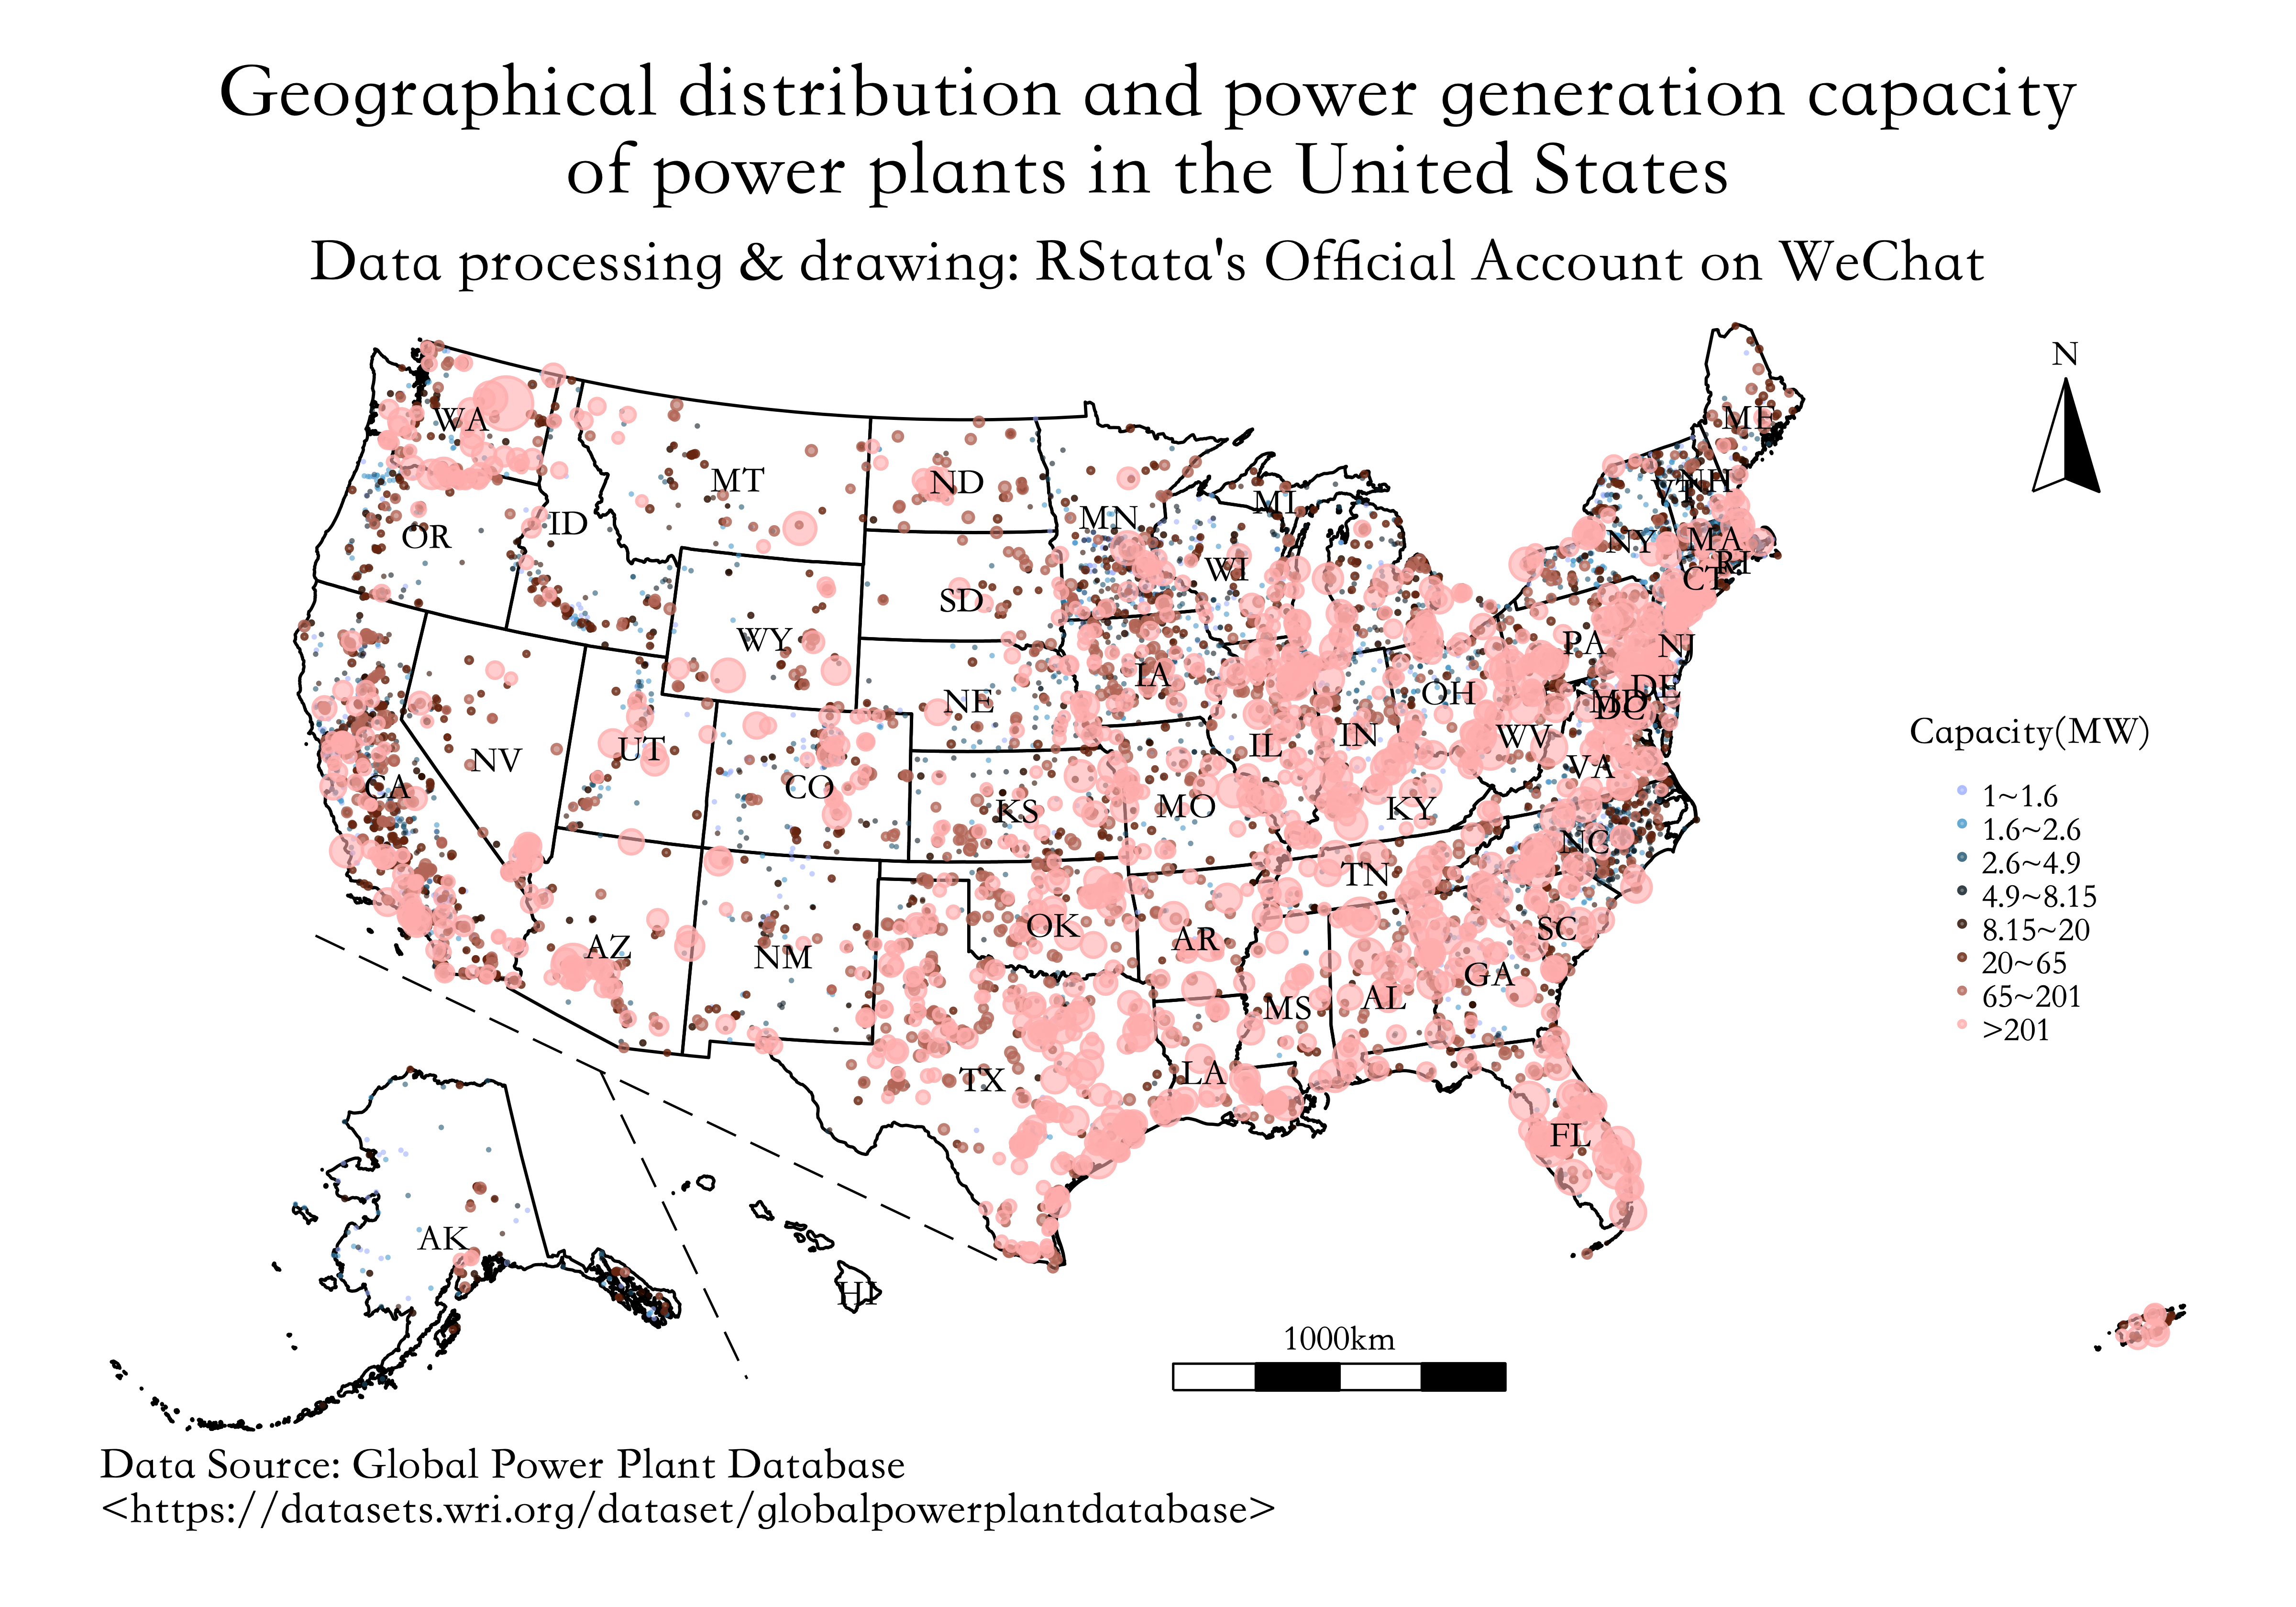 Geographical distribution and power generation capacity
of power plants in the United States
Data processing & drawing: RStata's Official Account on WeChat
N
WA
MT
ND
MN
MI
ME
VT
NH
OR
ID
SD
WI
NY
MA
RI
CT
WY
IA
PA
NJ
NE
OH
DE
MD
DC
NV
UT
CO
KS
MO
IL
IN
WV
VA
CA
KY
NC
TN
AZ
NM
OK
AR
SC
MS
AL
GA
TX
LA
FL
AK
HI
Capacity(MW)
1~1.6
1.6~2.6
2.6~4.9
4.9~8.15
8.15~20
20~65
65~201
>201
1000km
Data Source: Global Power Plant Database
<https://datasets.wri.org/dataset/globalpowerplantdatabase>